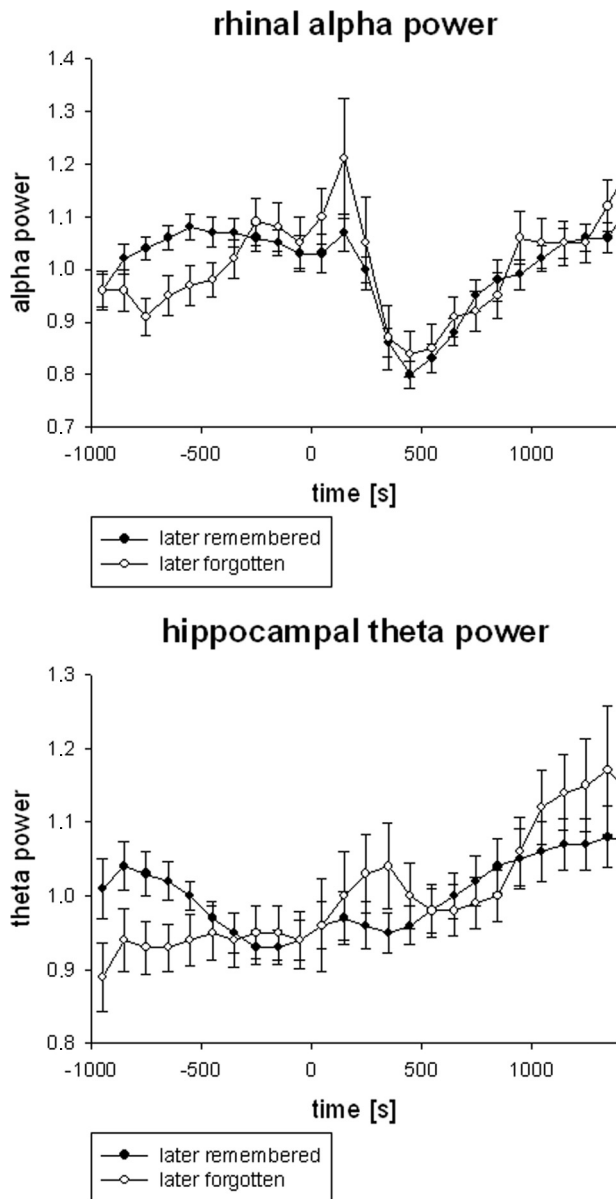 rhinal alpha power
1.4
1.3
1.2
1.1
1.0
0.9
0.8
0.7
alpha power
-1000 -500 0 500 1000
time [s]
later remembered
later forgotten
hippocampal theta power
1.3
1.2
1.1
1.0
0.9
0.8
theta power
-1000 -500 0 500 1000
time [s]
later remembered
later forgotten